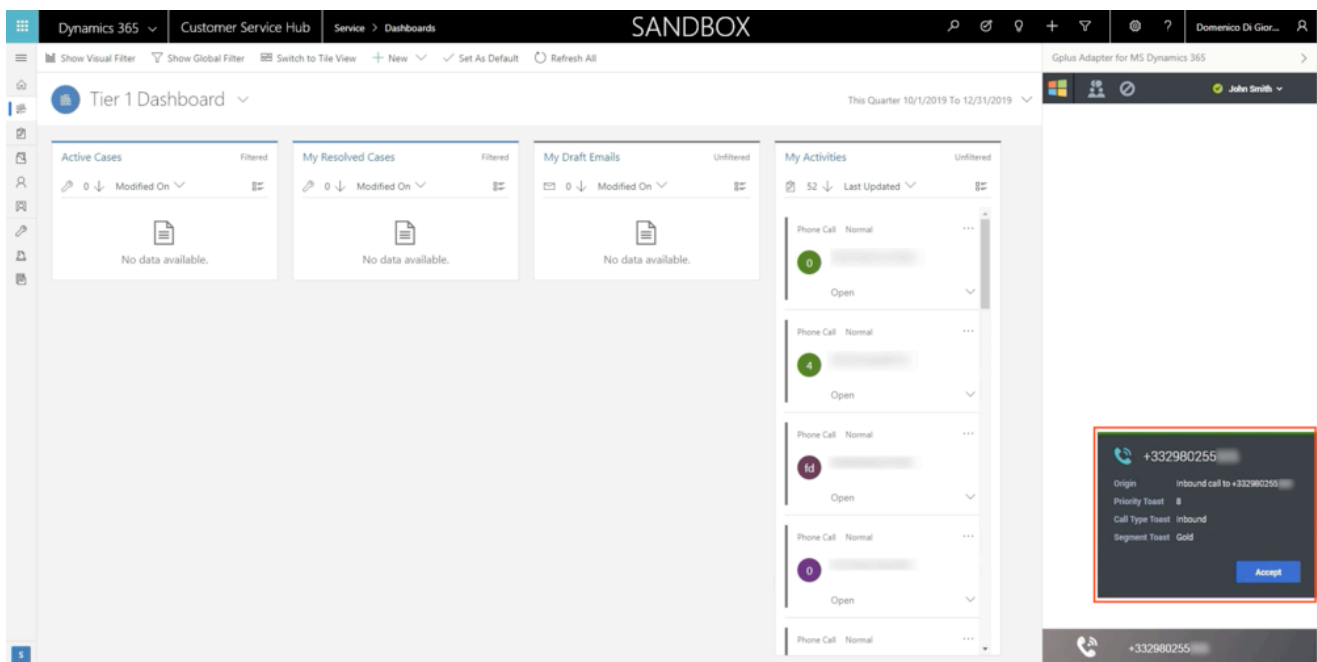 Dynamics 365
Customer Service Hub
Service > Dashboards
SANDBOX
Domenico Di Gior...
Show Visual Filter
Show Global Filter
Switch to Tile View
New
Set As Default
Refresh All
Gplus Adapter for MS Dynamics 365
Tier 1 Dashboard
This Quarter 10/1/2019 To 12/31/2019
John Smith
Active Cases
Filtered
0
Modified On
No data available.
My Resolved Cases
Filtered
0
Modified On
No data available.
My Draft Emails
Unfiltered
0
Modified On
No data available.
My Activities
Unfiltered
52
Last Updated
Phone Call Normal
0
Open
Phone Call Normal
4
Open
Phone Call Normal
fd
Open
Phone Call Normal
0
Open
Phone Call Normal
+332980255
Origin Inbound call to +332980255
Priority Toast 8
Call Type Toast Inbound
Segment Toast Gold
Accept
+332980255
S